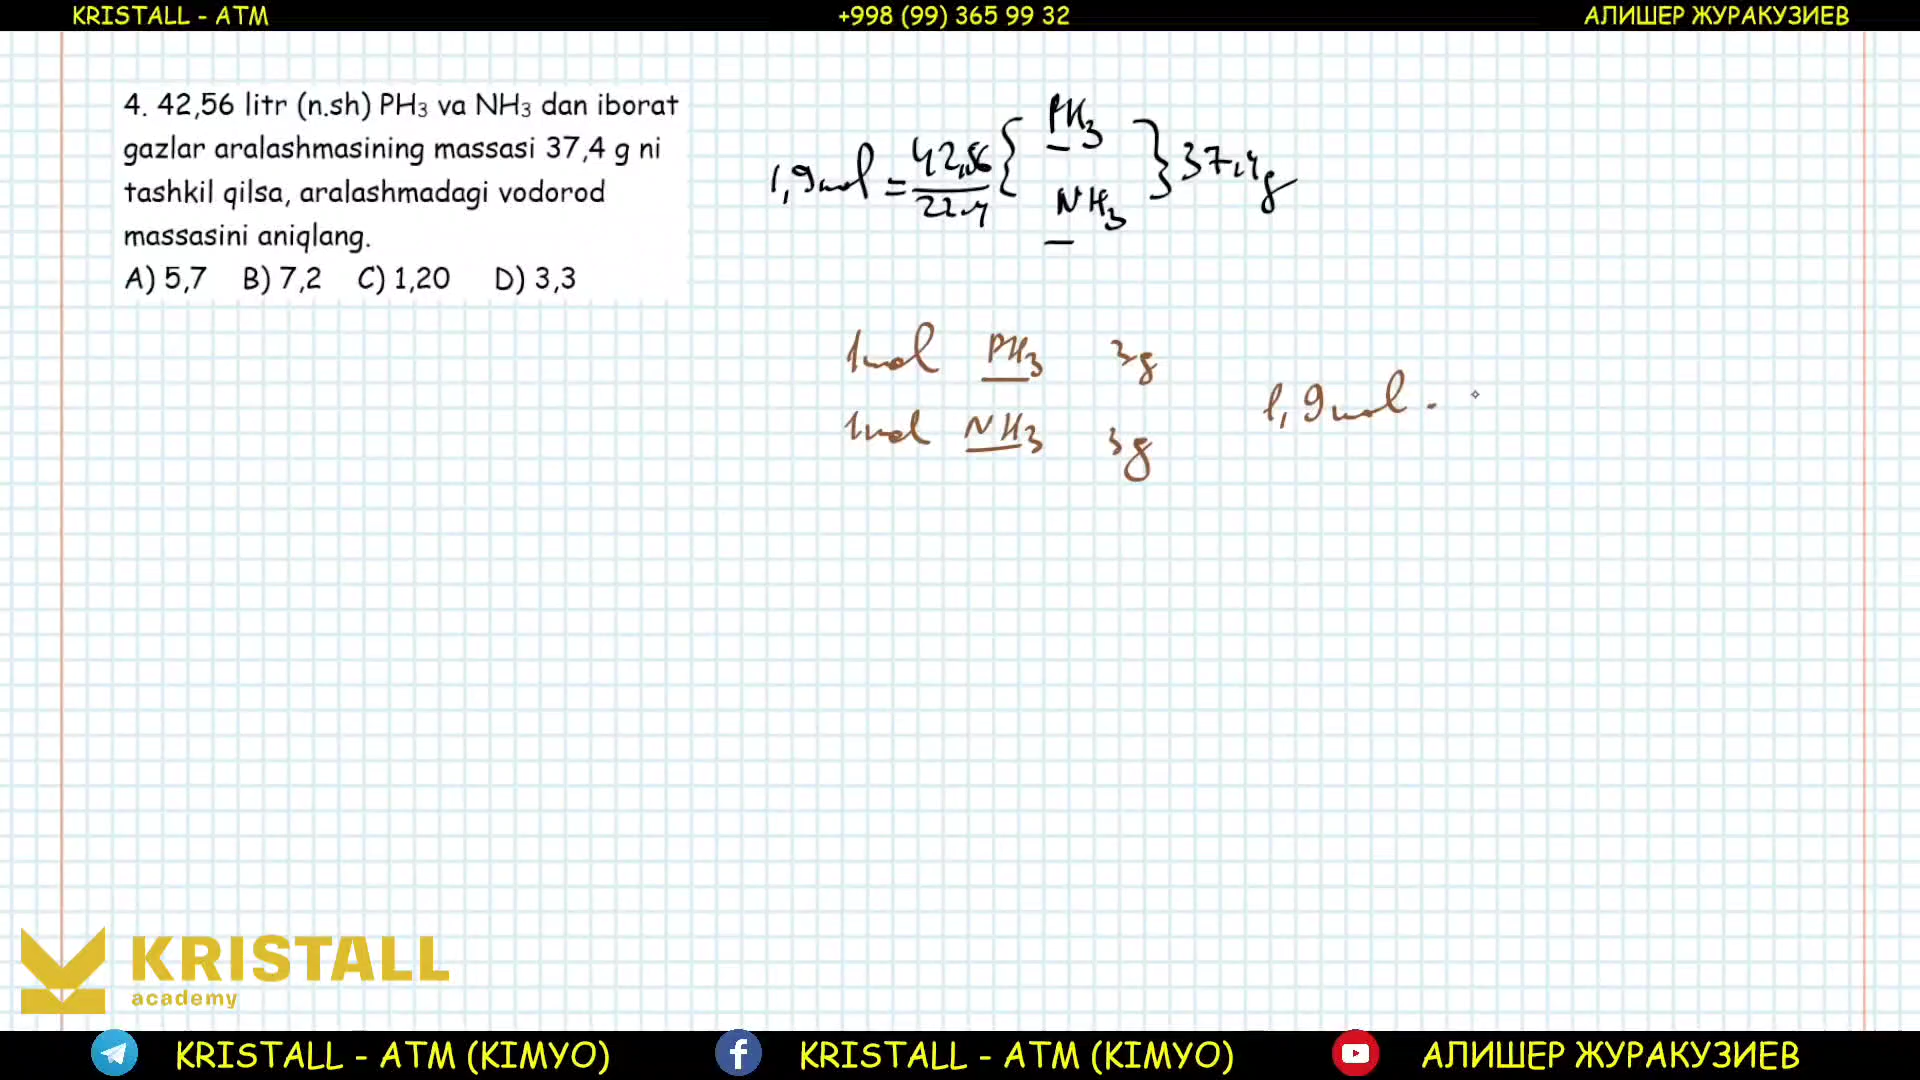 KRISTALL - ATM
+998 (99) 365 99 32
АЛИШЕР ЖУРАКУЗИЕВ
4. 42,56 litr (n.sh) PH₃ va NH₃ dan iborat
gazlar aralashmasining massasi 37,4 g ni
tashkil qilsa, aralashmadagi vodorod
massasini aniqlang.
A) 5,7 B) 7,2 C) 1,20 D) 3,3
PH₃
1,9mol = 42,56 / 22.4 { } 37,4g
NH₃
1mol PH₃ 3g
1mol NH₃ 3g
1,9mol -
KRISTALL
academy
KRISTALL - ATM (KIMYO)
KRISTALL - ATM (KIMYO)
АЛИШЕР ЖУРАКУЗИЕВ